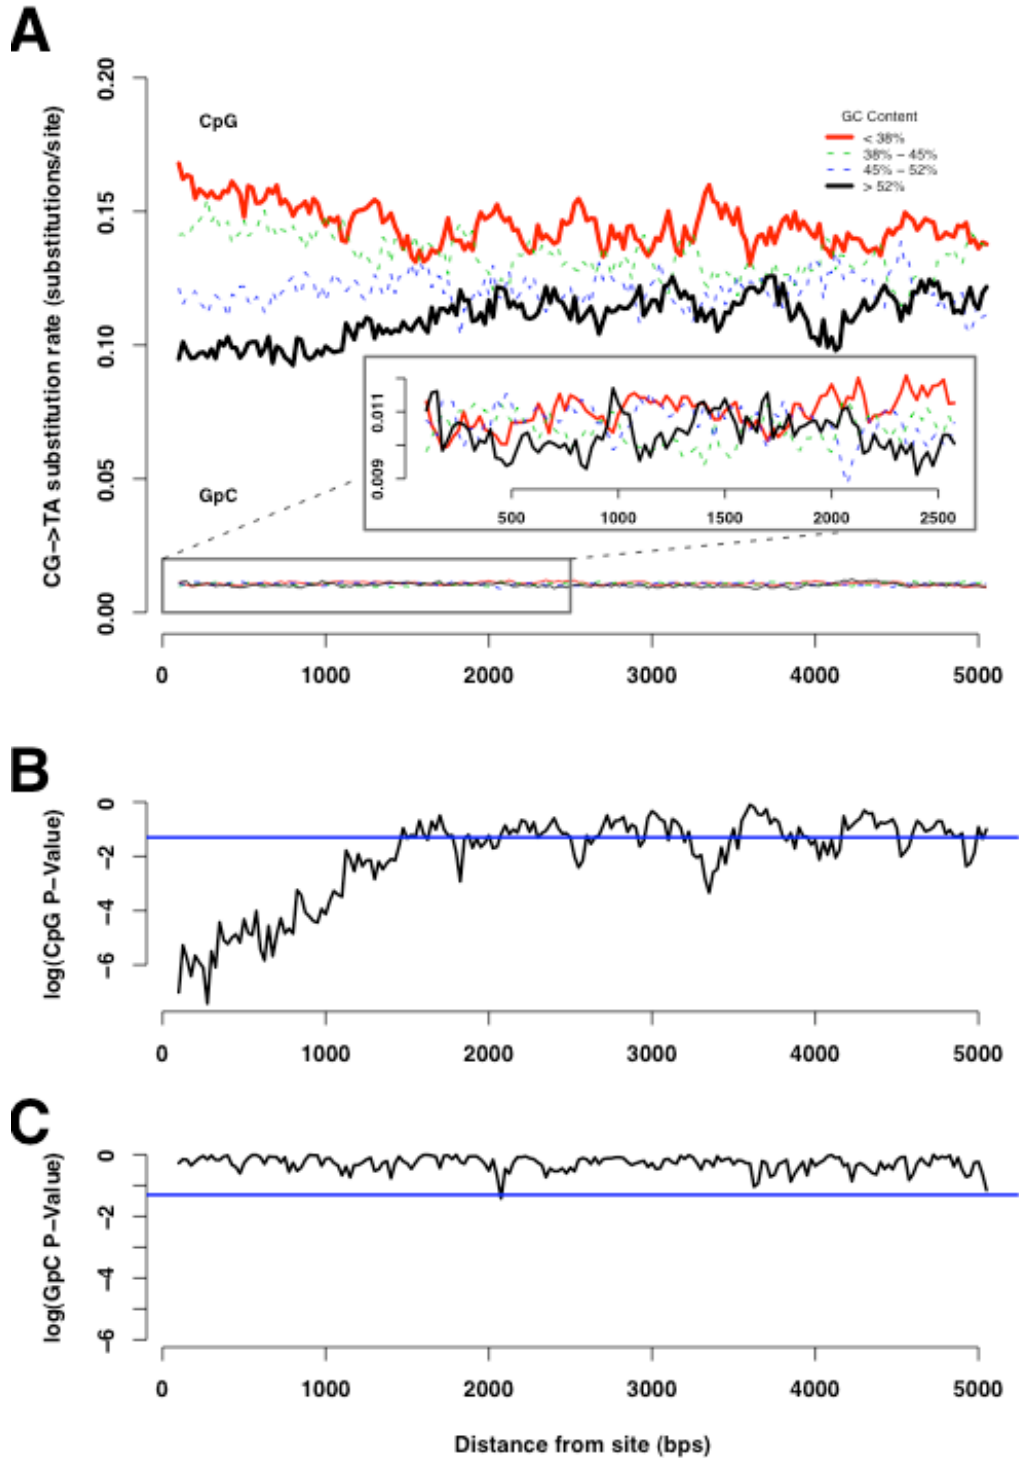 A
CG->TA substitution rate (substitutions/site)
0.20
0.15
0.10
0.05
0.00
CpG
GC Content
< 38%
38% – 45%
45% – 52%
> 52%
GpC
0.011
0.009
500 1000 1500 2000 2500
0 1000 2000 3000 4000 5000
B
log(CpG P–Value)
0
−2
−4
−6
0 1000 2000 3000 4000 5000
C
log(GpC P–Value)
0
−2
−4
−6
0 1000 2000 3000 4000 5000
Distance from site (bps)